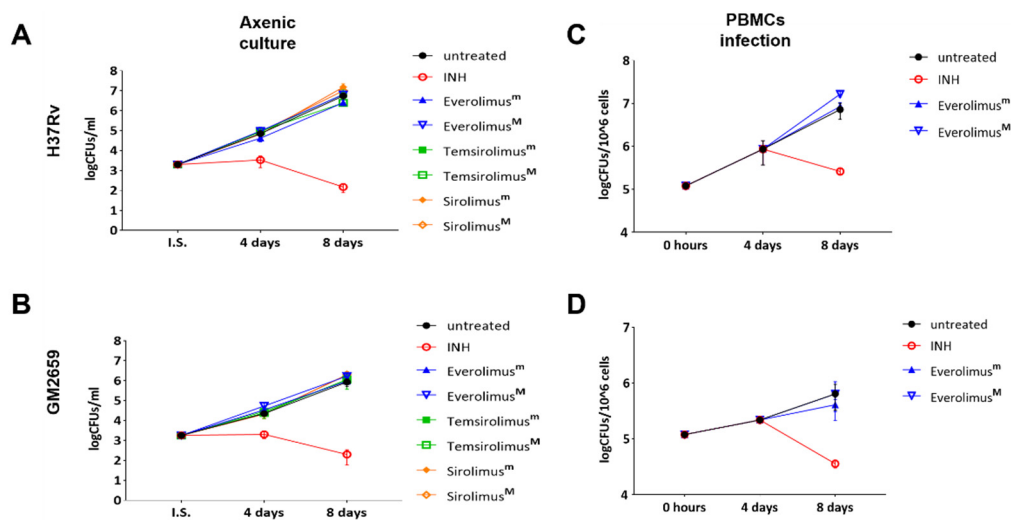 A
Axenic
culture
H37Rv
logCFUs/ml
8
7
6
5
4
3
2
1
0
I.S.
4 days
8 days
untreated
INH
Everolimusᵐ
Everolimusᴹ
Temsirolimusᵐ
Temsirolimusᴹ
Sirolimusᵐ
Sirolimusᴹ
C
PBMCs
infection
logCFUs/10^6 cells
8
7
6
5
4
0 hours
4 days
8 days
untreated
INH
Everolimusᵐ
Everolimusᴹ
B
GM2659
logCFUs/ml
8
7
6
5
4
3
2
1
0
I.S.
4 days
8 days
untreated
INH
Everolimusᵐ
Everolimusᴹ
Temsirolimusᵐ
Temsirolimusᴹ
Sirolimusᵐ
Sirolimusᴹ
D
logCFUs/10^6 cells
7
6
5
4
0 hours
4 days
8 days
untreated
INH
Everolimusᵐ
Everolimusᴹ